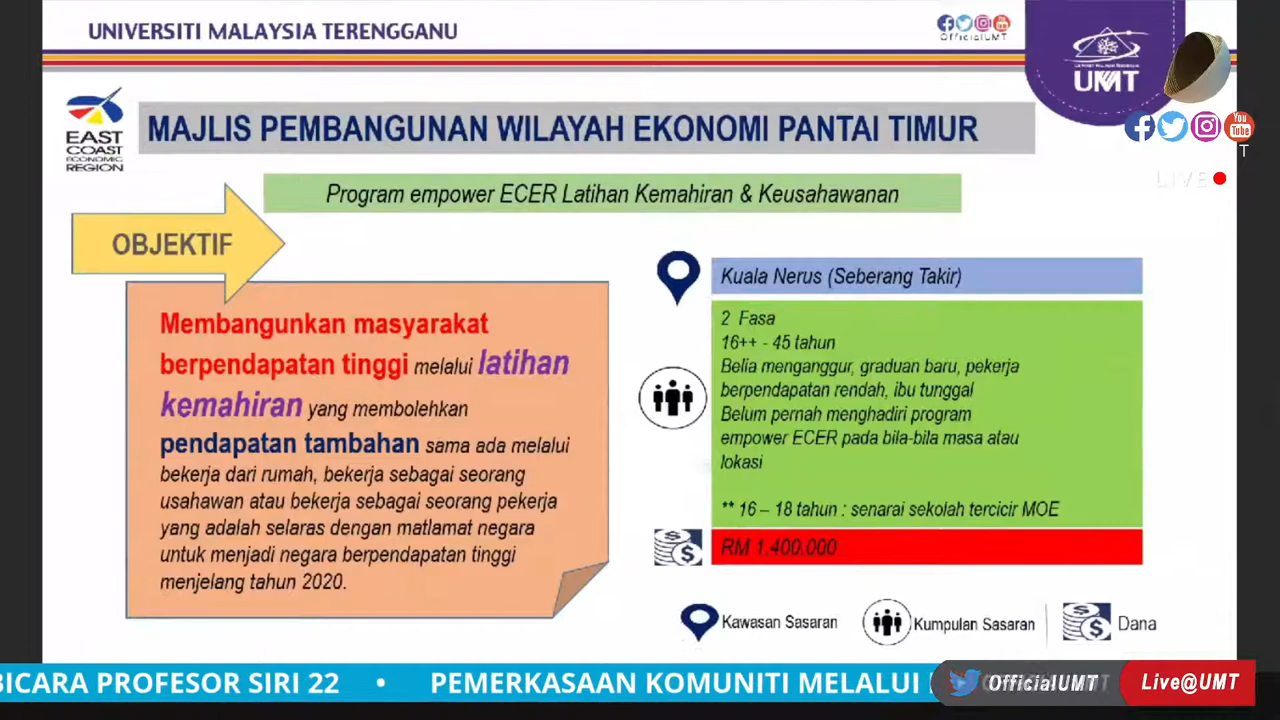 UNIVERSITI MALAYSIA TERENGGANU
OfficialUMT
UMT
You
Tube
T
LIVE
EAST
COAST
ECONOMIC
REGION
MAJLIS PEMBANGUNAN WILAYAH EKONOMI PANTAI TIMUR
Program empower ECER Latihan Kemahiran & Keusahawanan
OBJEKTIF
Membangunkan masyarakat
berpendapatan tinggi melalui latihan
kemahiran yang membolehkan
pendapatan tambahan sama ada melalui
bekerja dari rumah, bekerja sebagai seorang
usahawan atau bekerja sebagai seorang pekerja
yang adalah selaras dengan matlamat negara
untuk menjadi negara berpendapatan tinggi
menjelang tahun 2020.
Kuala Nerus (Seberang Takir)
2 Fasa
16++ - 45 tahun
Belia menganggur, graduan baru, pekerja
berpendapatan rendah, ibu tunggal
Belum pernah menghadiri program
empower ECER pada bila-bila masa atau
lokasi
** 16 – 18 tahun : senarai sekolah tercicir MOE
RM 1,400,000
Kawasan Sasaran
Kumpulan Sasaran
Dana
BICARA PROFESOR SIRI 22 • PEMERKASAAN KOMUNITI MELALUI
OfficialUMT
Live@UMT